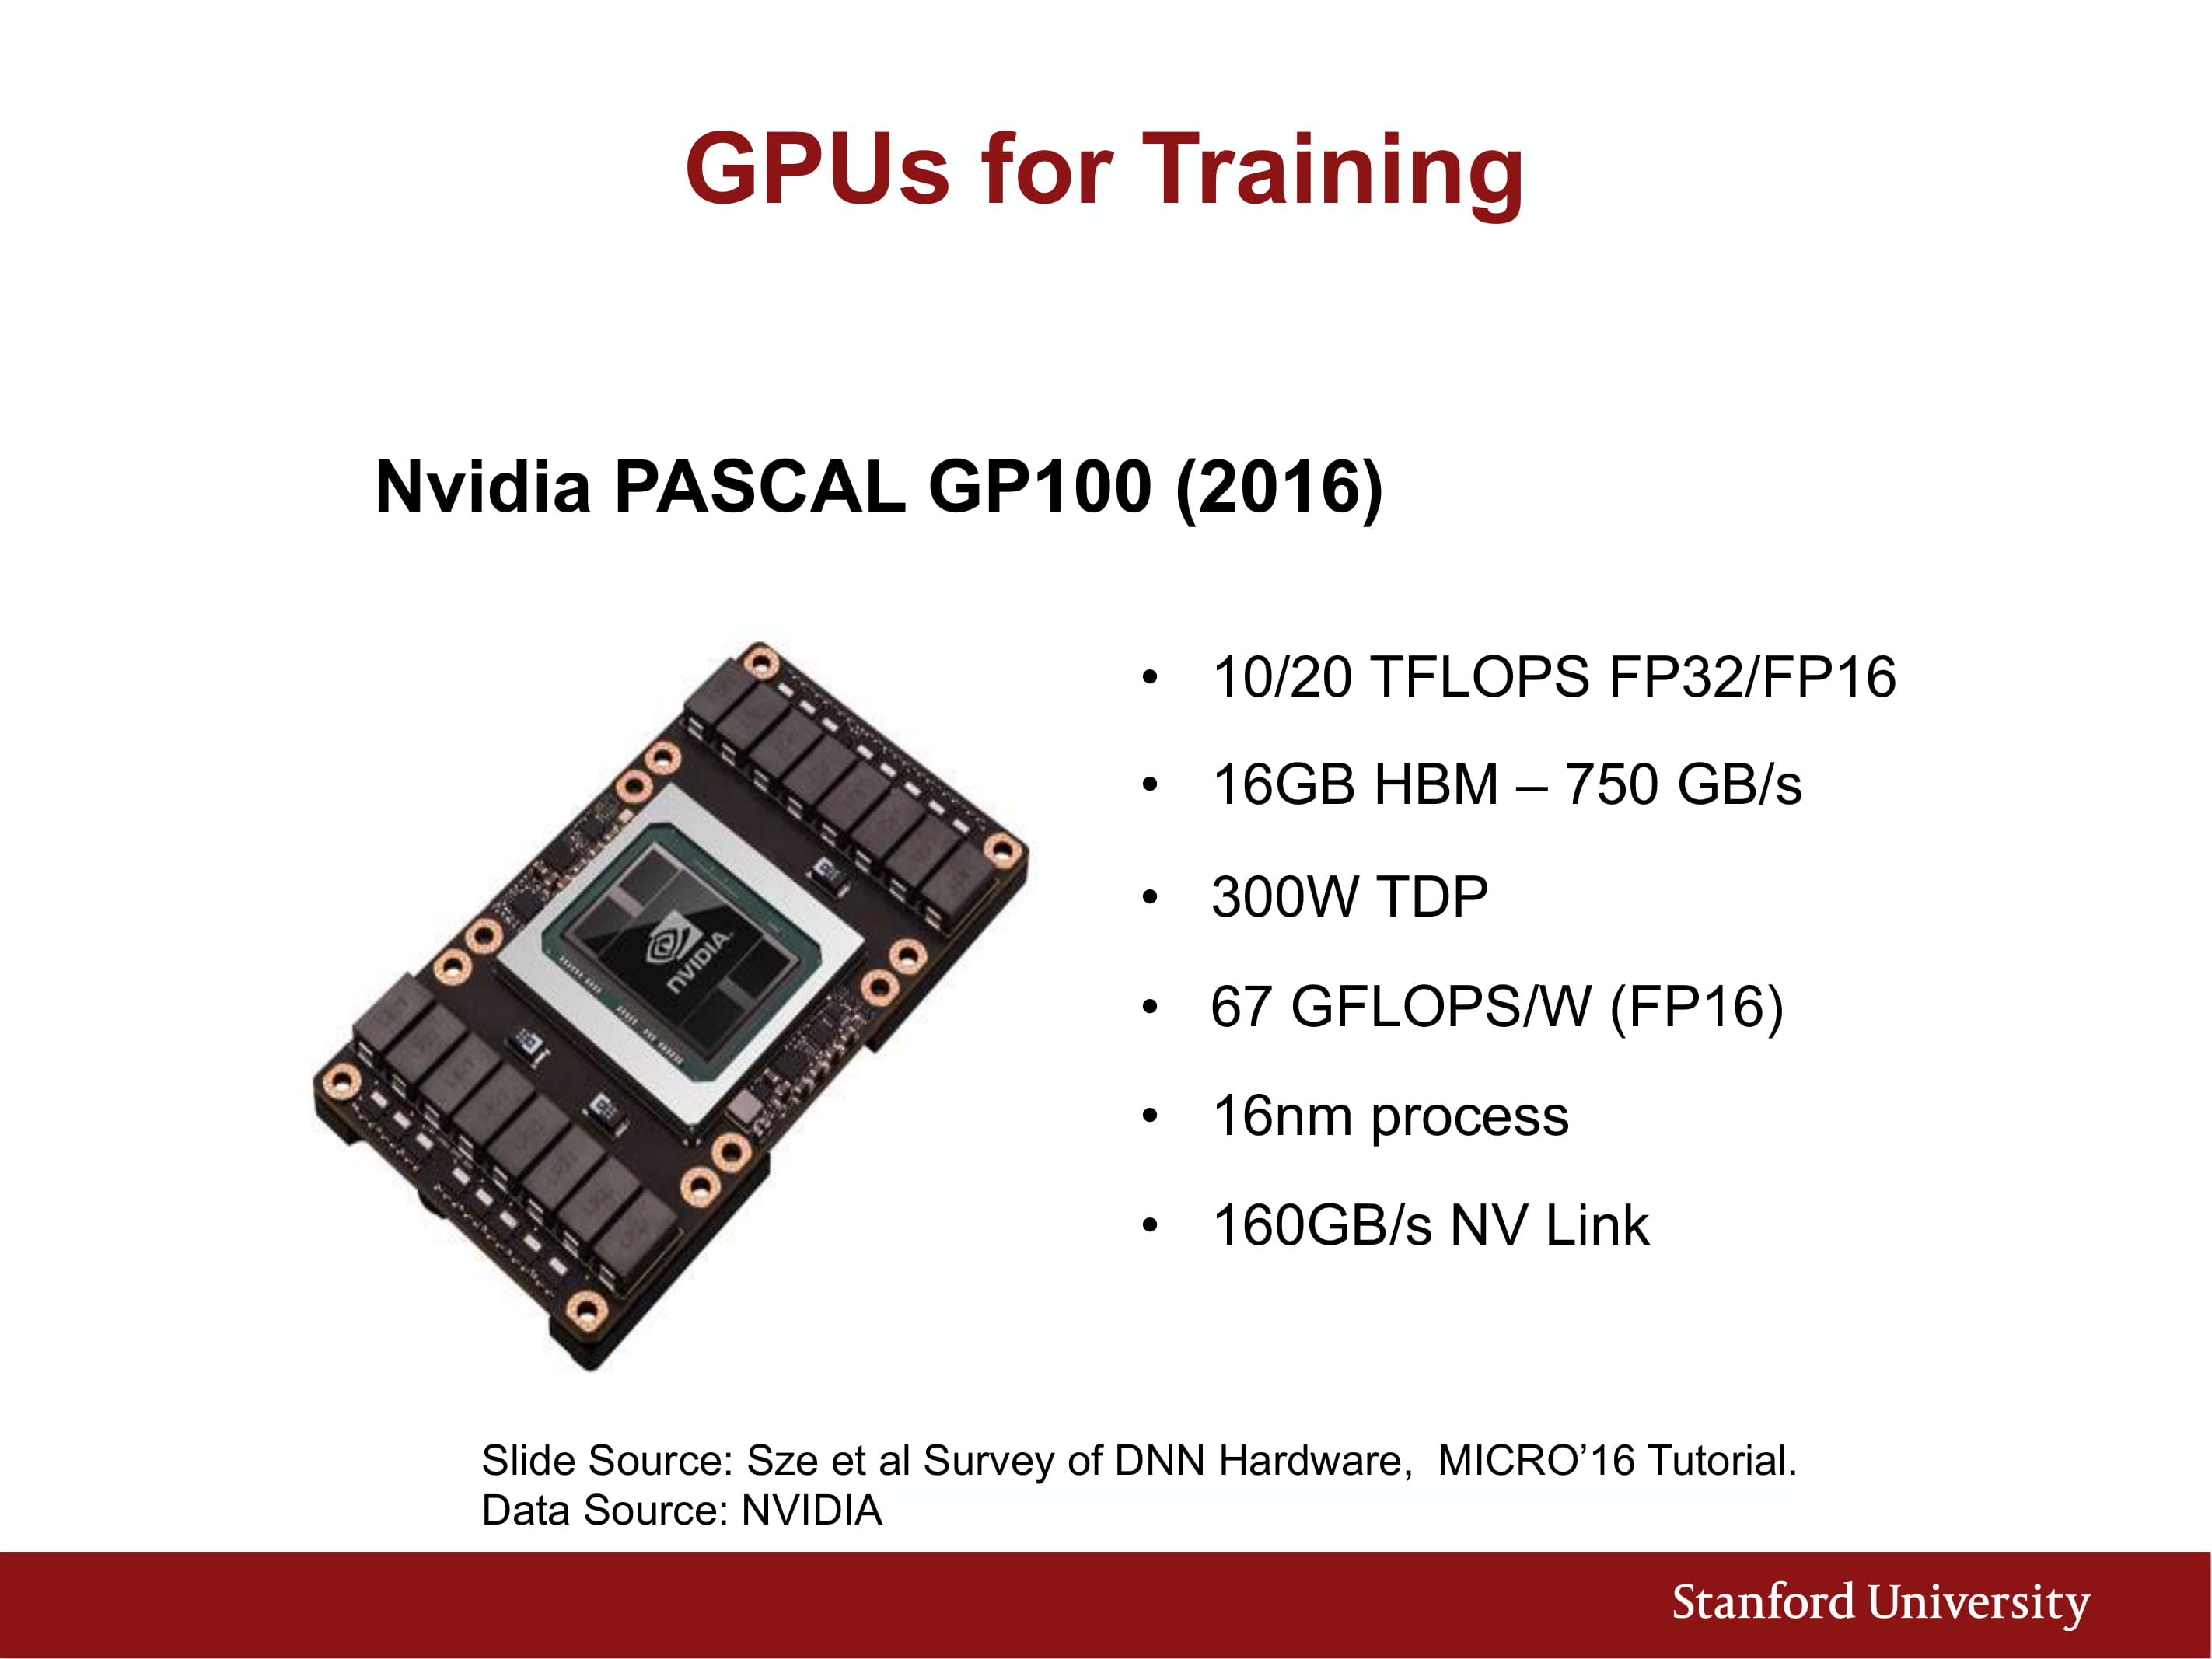 GPUs for Training
Nvidia PASCAL GP100 (2016)
• 10/20 TFLOPS FP32/FP16
• 16GB HBM – 750 GB/s
• 300W TDP
• 67 GFLOPS/W (FP16)
• 16nm process
• 160GB/s NV Link
NVIDIA.
Slide Source: Sze et al Survey of DNN Hardware,  MICRO’16 Tutorial.
Data Source: NVIDIA
Stanford University